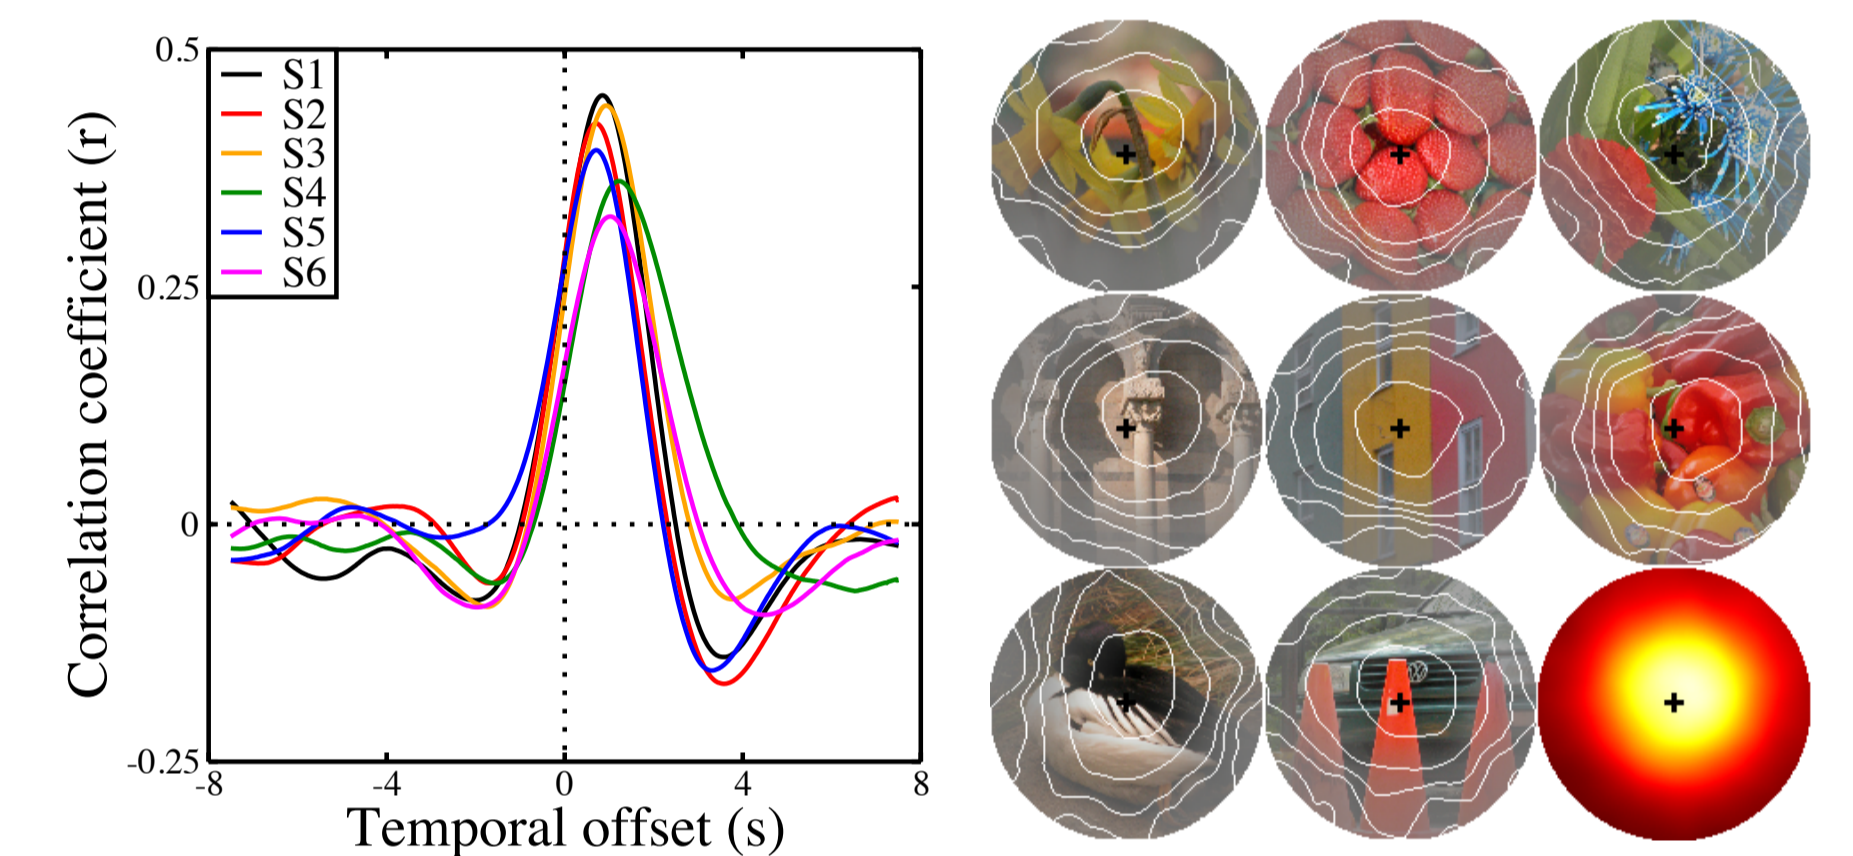 0.5
0.25
0
-0.25
Correlation coefficient (r)
S1
S2
S3
S4
S5
S6
-8
-4
0
4
8
Temporal offset (s)